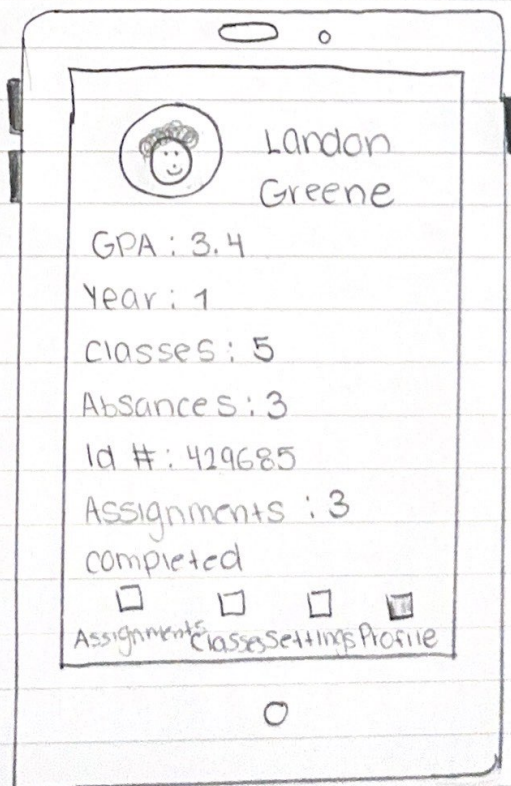 Landon
Greene
GPA : 3.4
Year : 1
Classes : 5
Absances : 3
Id # : 429685
Assignments : 3
completed
Assignments Classes Settings Profile